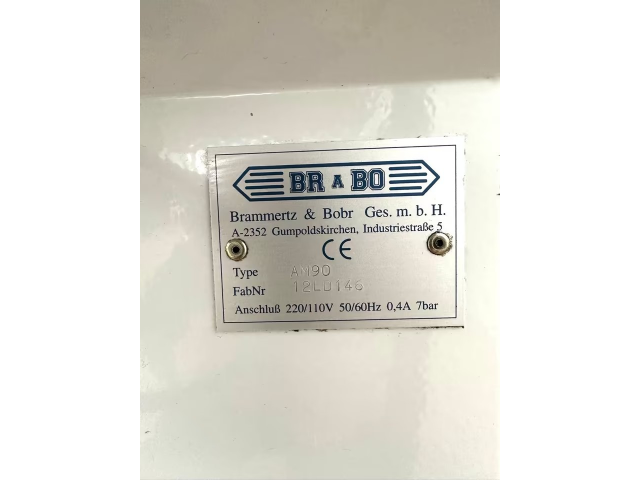 BR A BO
Brammertz & Bobr Ges. m. b. H.
A-2352 Gumpoldskirchen, Industriestraße 5
CE
Type
FabNr
Anschluß 220/110V 50/60Hz 0,4A 7bar